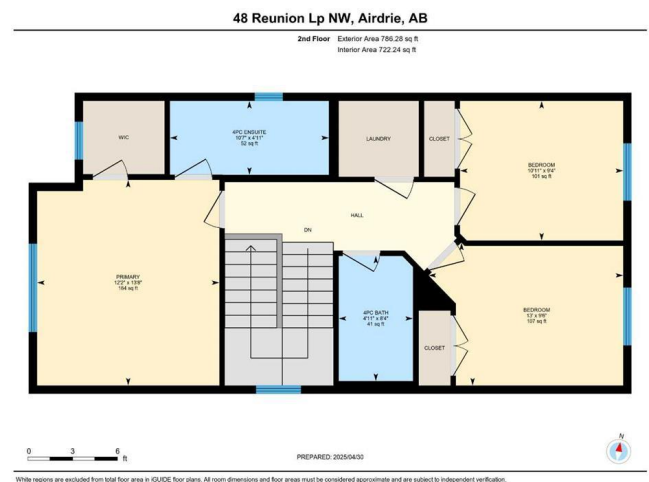 48 Reunion Lp NW, Airdrie, AB
2nd Floor Exterior Area 786.28 sq ft
Interior Area 722.24 sq ft
WIC
4PC ENSUITE
10'7" x 4'11"
52 sq ft
LAUNDRY
CLOSET
BEDROOM
10'11" x 9'4"
101 sq ft
HALL
DN
PRIMARY
12'2" x 13'8"
164 sq ft
4PC BATH
4'11" x 8'4"
41 sq ft
BEDROOM
13' x 9'6"
107 sq ft
CLOSET
N
0 3 6
ft
PREPARED: 2025/04/30
White regions are excluded from total floor area in iGUIDE floor plans. All room dimensions and floor areas must be considered approximate and are subject to independent verification.